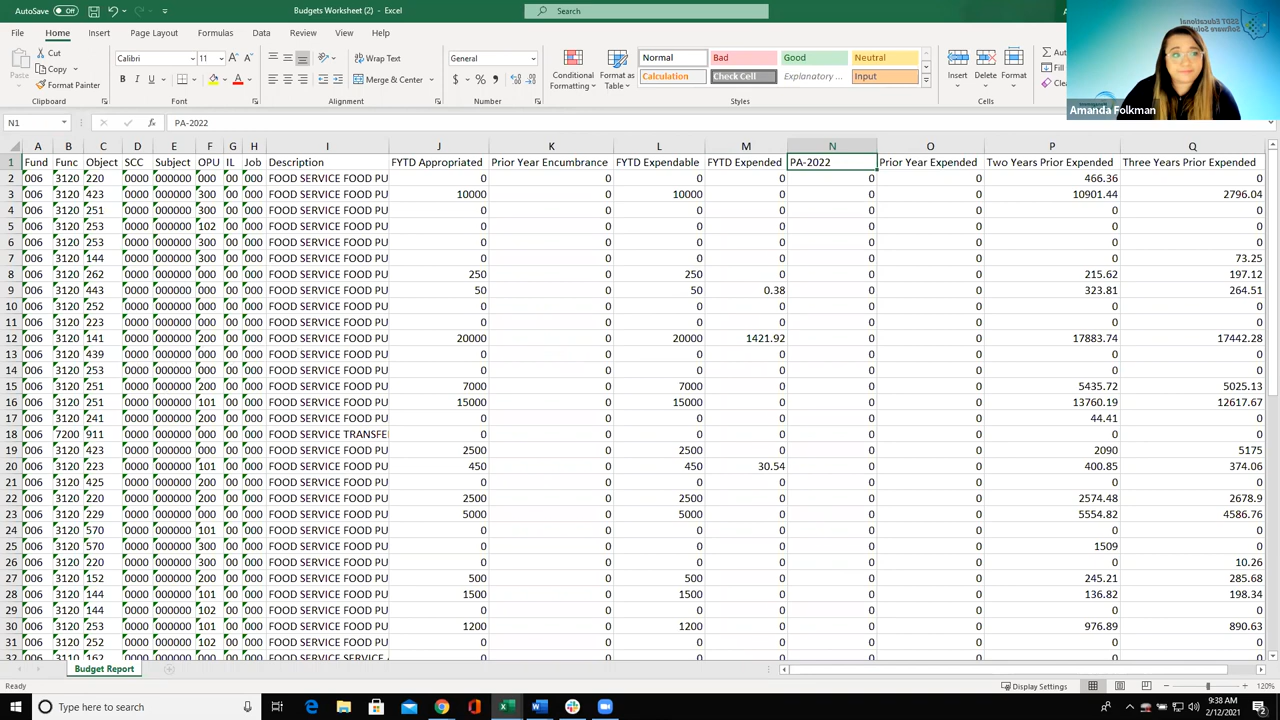 AutoSave Off Budgets Worksheet (2) - Excel Search
File Home Insert Page Layout Formulas Data Review View Help
Paste Cut Copy Format Painter Clipboard
Calibri 11 B I U Font
Wrap Text Merge & Center Alignment
General $ % , Number
Conditional Formatting Format as Table
Normal Bad Good Neutral
Calculation Check Cell Explanatory ... Input
Styles
Insert Delete Format Cells
Amanda Folkman
N1 fx PA-2022
A B C D E F G H I J K L M N O P Q
1 Fund Func Object SCC Subject OPU IL Job Description FYTD Appropriated Prior Year Encumbrance FYTD Expendable FYTD Expended PA-2022 Prior Year Expended Two Years Prior Expended Three Years Prior Expended
2 006 3120 220 0000 000000 000 00 000 FOOD SERVICE FOOD PU 0 0 0 0 0 0 466.36 0
3 006 3120 423 0000 000000 300 00 000 FOOD SERVICE FOOD PU 10000 0 10000 0 0 0 10901.44 2796.04
4 006 3120 251 0000 000000 300 00 000 FOOD SERVICE FOOD PU 0 0 0 0 0 0 0 0
5 006 3120 253 0000 000000 102 00 000 FOOD SERVICE FOOD PU 0 0 0 0 0 0 0 0
6 006 3120 253 0000 000000 300 00 000 FOOD SERVICE FOOD PU 0 0 0 0 0 0 0 0
7 006 3120 144 0000 000000 300 00 000 FOOD SERVICE FOOD PU 0 0 0 0 0 0 0 73.25
8 006 3120 262 0000 000000 000 00 000 FOOD SERVICE FOOD PU 250 0 250 0 0 0 215.62 197.12
9 006 3120 443 0000 000000 000 00 000 FOOD SERVICE FOOD PU 50 0 50 0.38 0 0 323.81 264.51
10 006 3120 252 0000 000000 000 00 000 FOOD SERVICE FOOD PU 0 0 0 0 0 0 0 0
11 006 3120 223 0000 000000 000 00 000 FOOD SERVICE FOOD PU 0 0 0 0 0 0 0 0
12 006 3120 141 0000 000000 200 00 000 FOOD SERVICE FOOD PU 20000 0 20000 1421.92 0 0 17883.74 17442.28
13 006 3120 439 0000 000000 000 00 000 FOOD SERVICE FOOD PU 0 0 0 0 0 0 0 0
14 006 3120 253 0000 000000 000 00 000 FOOD SERVICE FOOD PU 0 0 0 0 0 0 0 0
15 006 3120 251 0000 000000 200 00 000 FOOD SERVICE FOOD PU 7000 0 7000 0 0 0 5435.72 5025.13
16 006 3120 251 0000 000000 101 00 000 FOOD SERVICE FOOD PU 15000 0 15000 0 0 0 13760.19 12617.67
17 006 3120 241 0000 000000 200 00 000 FOOD SERVICE FOOD PU 0 0 0 0 0 0 44.41 0
18 006 7200 911 0000 000000 000 00 000 FOOD SERVICE TRANSFE 0 0 0 0 0 0 0 0
19 006 3120 423 0000 000000 000 00 000 FOOD SERVICE FOOD PU 2500 0 2500 0 0 0 2090 5175
20 006 3120 223 0000 000000 101 00 000 FOOD SERVICE FOOD PU 450 0 450 30.54 0 0 400.85 374.06
21 006 3120 425 0000 000000 200 00 000 FOOD SERVICE FOOD PU 0 0 0 0 0 0 0 0
22 006 3120 220 0000 000000 200 00 000 FOOD SERVICE FOOD PU 2500 0 2500 0 0 0 2574.48 2678.9
23 006 3120 229 0000 000000 000 00 000 FOOD SERVICE FOOD PU 5000 0 5000 0 0 0 5554.82 4586.76
24 006 3120 570 0000 000000 101 00 000 FOOD SERVICE FOOD PU 0 0 0 0 0 0 0 0
25 006 3120 570 0000 000000 300 00 000 FOOD SERVICE FOOD PU 0 0 0 0 0 0 1509 0
26 006 3120 220 0000 000000 300 00 000 FOOD SERVICE FOOD PU 0 0 0 0 0 0 0 10.26
27 006 3120 152 0000 000000 200 00 000 FOOD SERVICE FOOD PU 500 0 500 0 0 0 245.21 285.68
28 006 3120 144 0000 000000 101 00 000 FOOD SERVICE FOOD PU 1500 0 1500 0 0 0 136.82 198.34
29 006 3120 144 0000 000000 102 00 000 FOOD SERVICE FOOD PU 0 0 0 0 0 0 0 0
30 006 3120 253 0000 000000 101 00 000 FOOD SERVICE FOOD PU 1200 0 1200 0 0 0 976.89 890.63
31 006 3120 252 0000 000000 102 00 000 FOOD SERVICE FOOD PU 0 0 0 0 0 0 0 0
Budget Report
Ready Display Settings 120%
Type here to search
9:38 AM
2/12/2021